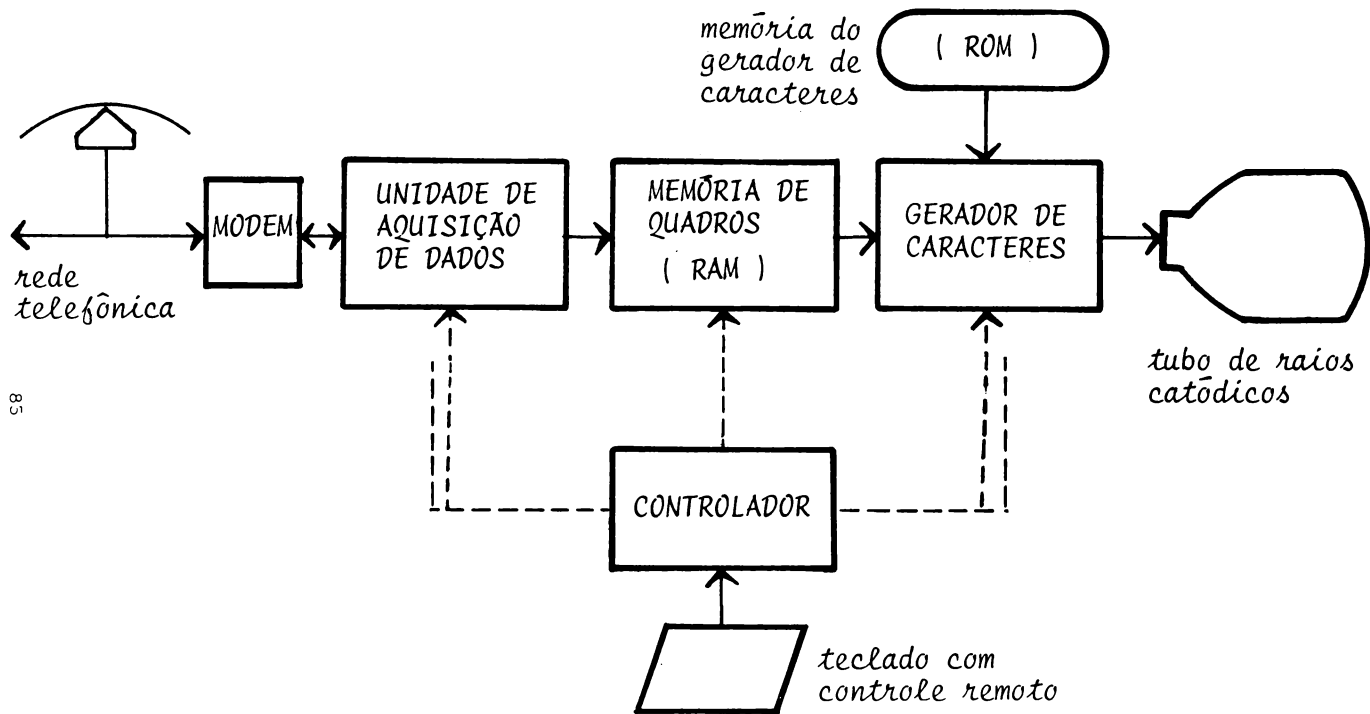 memória do
gerador de
caracteres
( ROM )
MODEM
UNIDADE DE
AQUISIÇÃO
DE DADOS
MEMÓRIA DE
QUADROS
( RAM )
GERADOR DE
CARACTERES
rede
telefônica
tubo de raios
catódicos
85
CONTROLADOR
teclado com
controle remoto